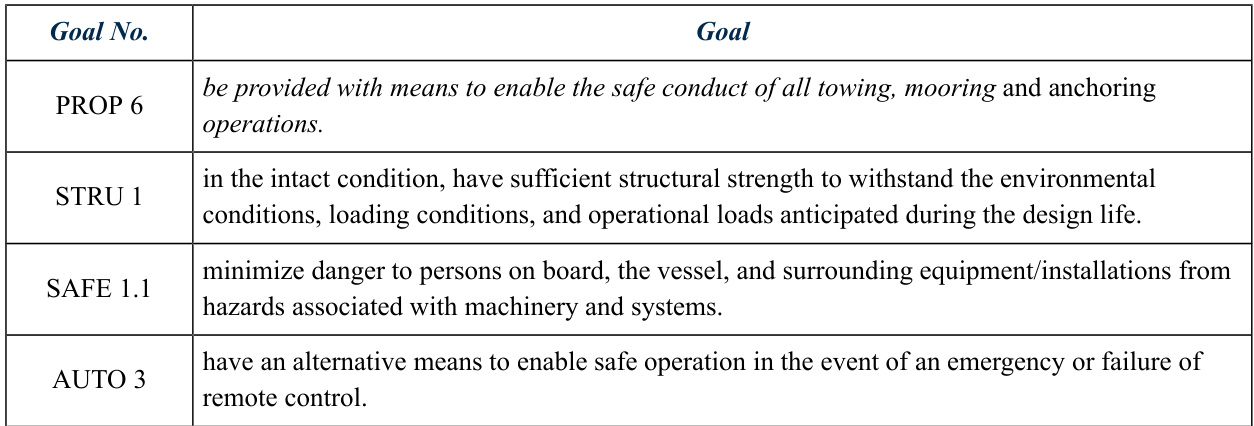 Goal No. Goal
PROP 6 be provided with means to enable the safe conduct of all towing, mooring and anchoring
operations.
STRU 1 in the intact condition, have sufficient structural strength to withstand the environmental
conditions, loading conditions, and operational loads anticipated during the design life.
SAFE 1.1 minimize danger to persons on board, the vessel, and surrounding equipment/installations from
hazards associated with machinery and systems.
AUTO 3 have an alternative means to enable safe operation in the event of an emergency or failure of
remote control.